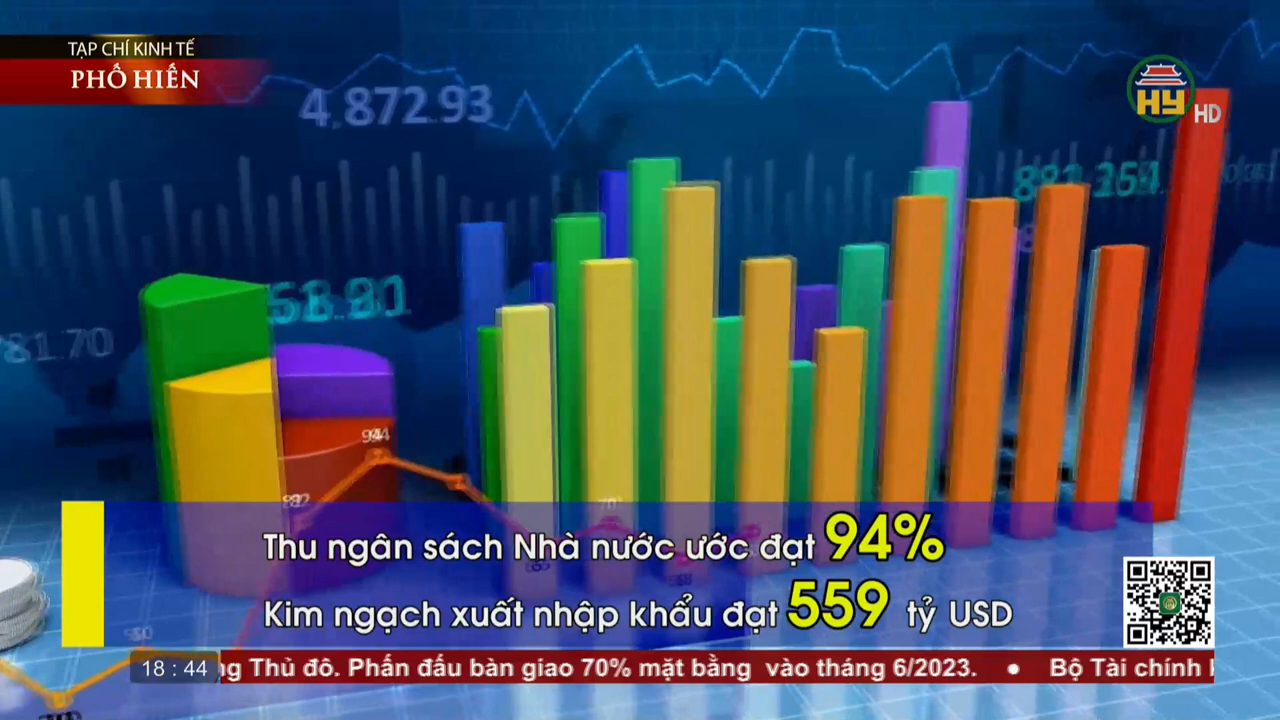 TẠP CHÍ KINH TẾ
PHỐ HIẾN
HY HD
4,872.93
781.70
Thu ngân sách Nhà nước ước đạt 94%
Kim ngạch xuất nhập khẩu đạt 559 tỷ USD
18 : 44
Thủ đô. Phấn đấu bàn giao 70% mặt bằng vào tháng 6/2023. ● Bộ Tài chính